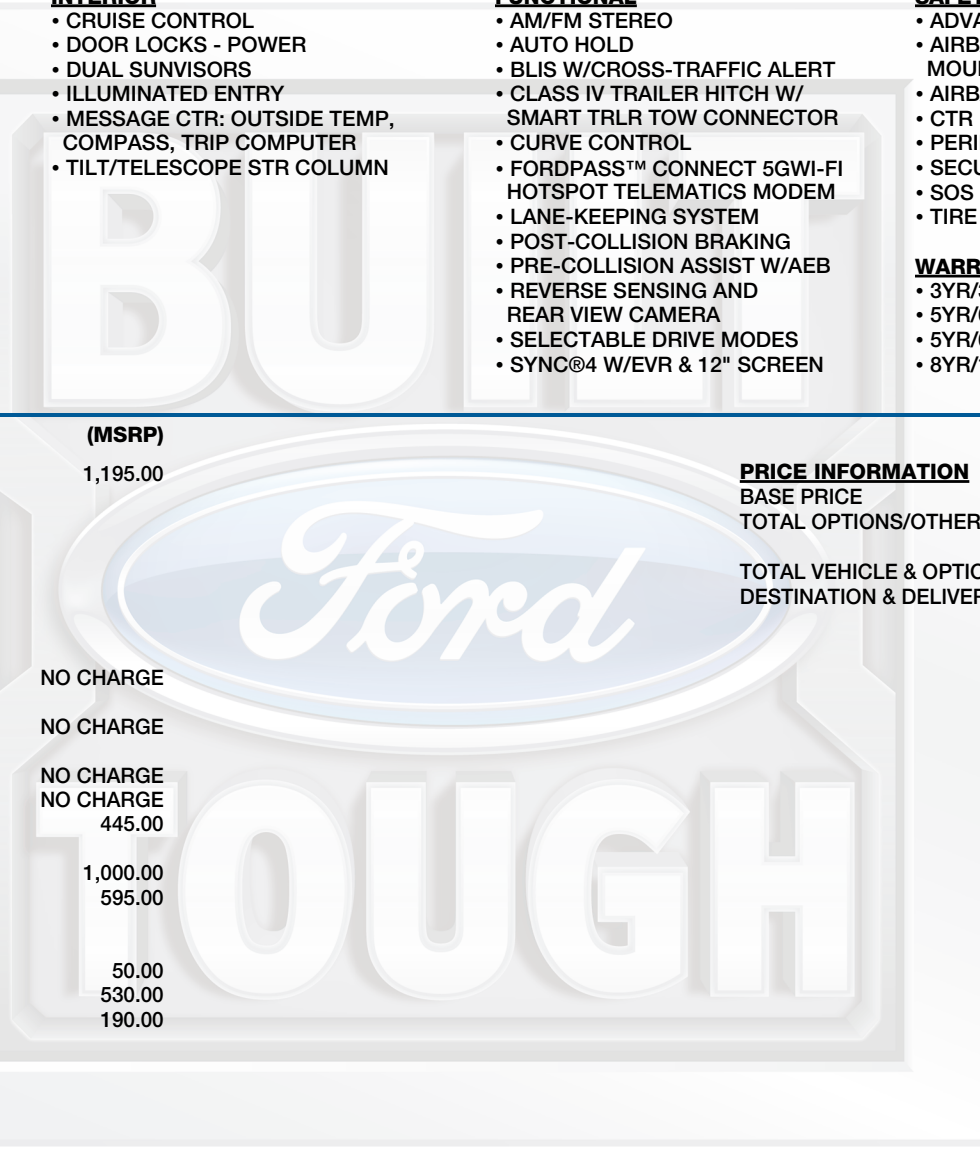 INTERIOR
• CRUISE CONTROL
• DOOR LOCKS - POWER
• DUAL SUNVISORS
• ILLUMINATED ENTRY
• MESSAGE CTR: OUTSIDE TEMP,
COMPASS, TRIP COMPUTER
• TILT/TELESCOPE STR COLUMN
FUNCTIONAL
• AM/FM STEREO
• AUTO HOLD
• BLIS W/CROSS-TRAFFIC ALERT
• CLASS IV TRAILER HITCH W/
SMART TRLR TOW CONNECTOR
• CURVE CONTROL
• FORDPASS™ CONNECT 5GWI-FI
HOTSPOT TELEMATICS MODEM
• LANE-KEEPING SYSTEM
• POST-COLLISION BRAKING
• PRE-COLLISION ASSIST W/AEB
• REVERSE SENSING AND
REAR VIEW CAMERA
• SELECTABLE DRIVE MODES
• SYNC®4 W/EVR & 12" SCREEN
SAFET
• ADVA
• AIRB
MOU
• AIRB
• CTR
• PERI
• SECU
• SOS
• TIRE
WARR
• 3YR/
• 5YR/
• 5YR/
• 8YR/
BUILT
Ford
TOUGH
(MSRP)
1,195.00
NO CHARGE
NO CHARGE
NO CHARGE
NO CHARGE
445.00
1,000.00
595.00
50.00
530.00
190.00
PRICE INFORMATION
BASE PRICE
TOTAL OPTIONS/OTHER
TOTAL VEHICLE & OPTIO
DESTINATION & DELIVER